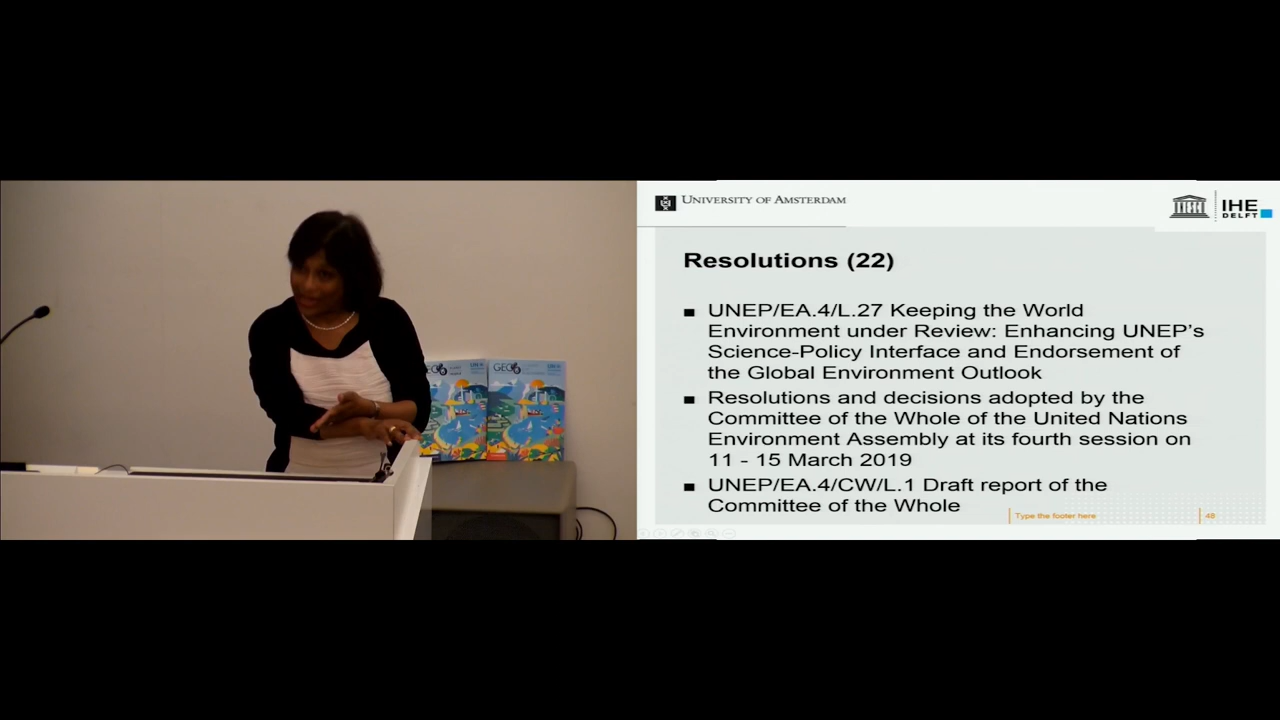 University of Amsterdam
IHE
DELFT
Resolutions (22)
■ UNEP/EA.4/L.27 Keeping the World
Environment under Review: Enhancing UNEP's
Science-Policy Interface and Endorsement of
the Global Environment Outlook
■ Resolutions and decisions adopted by the
Committee of the Whole of the United Nations
Environment Assembly at its fourth session on
11 - 15 March 2019
■ UNEP/EA.4/CW/L.1 Draft report of the
Committee of the Whole
Type the footer here
GEO
GEO